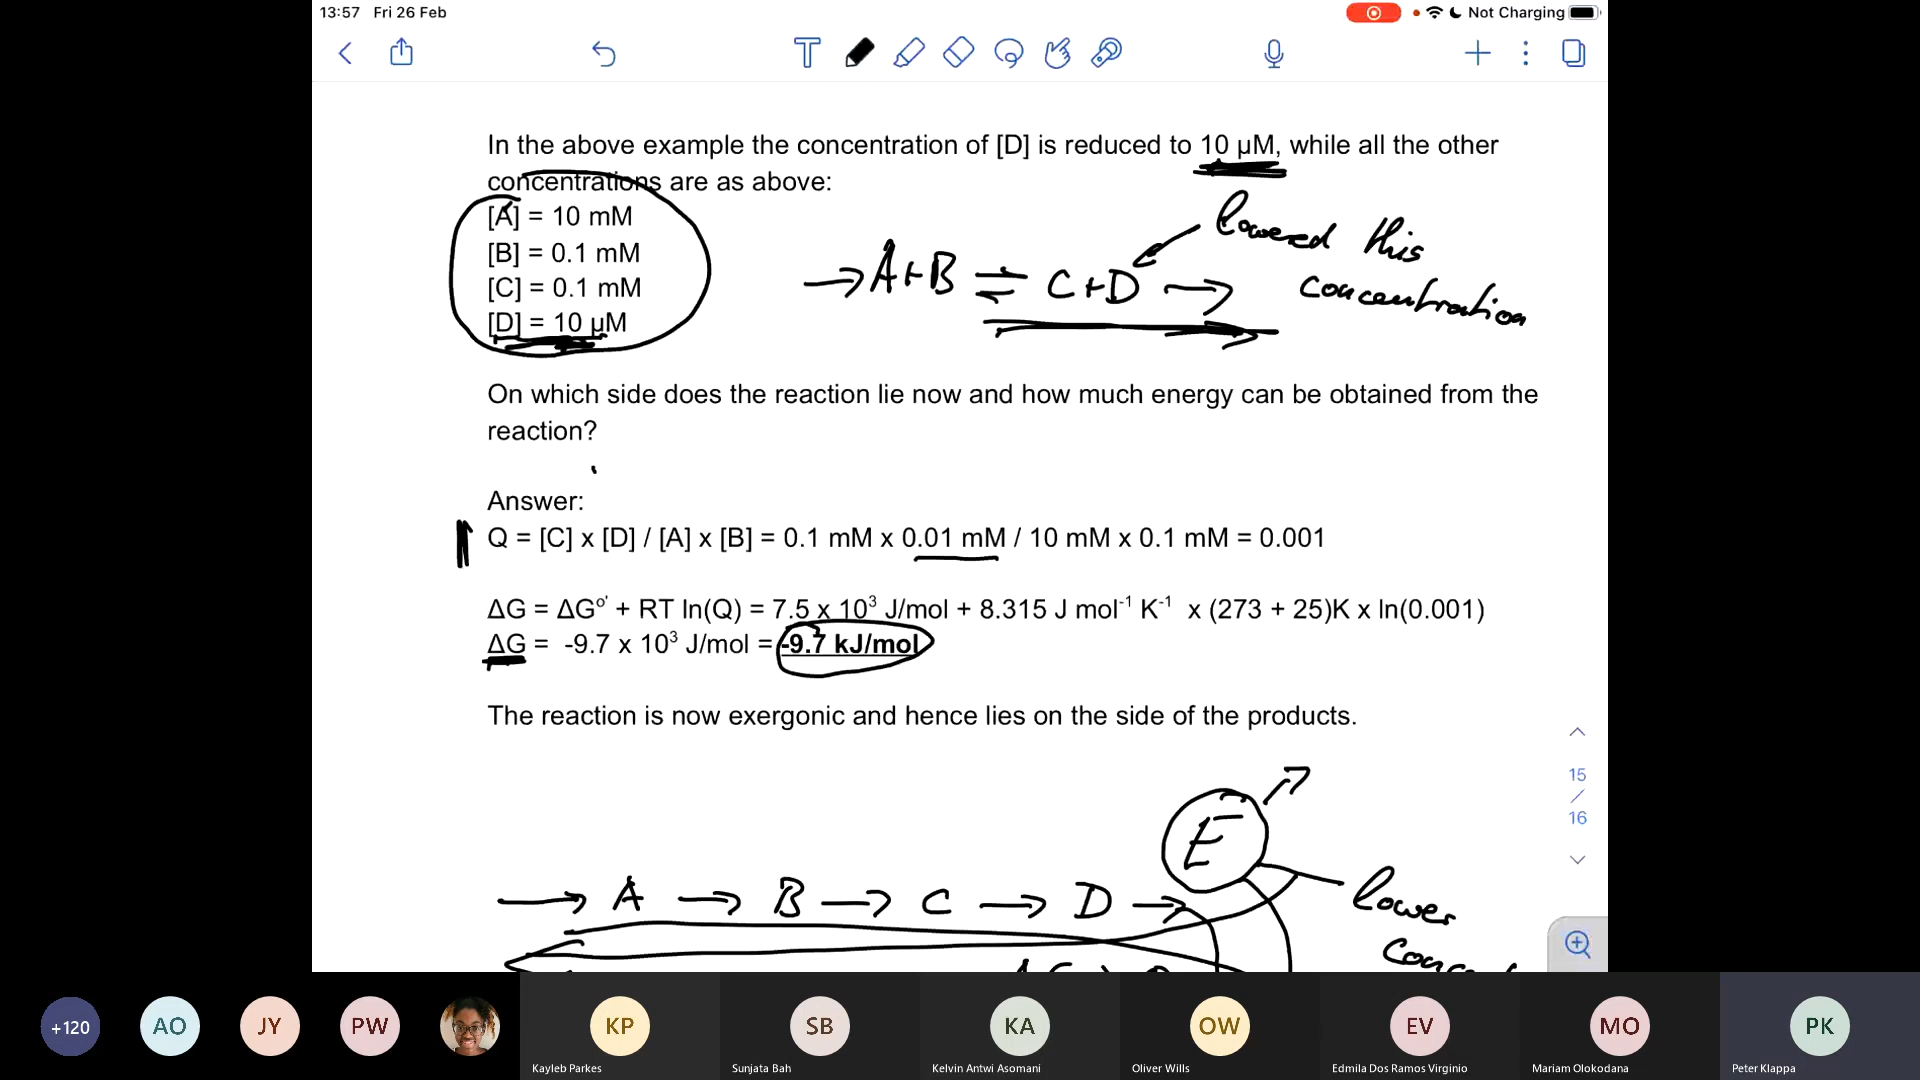 13:57 Fri 26 Feb
Not Charging
In the above example the concentration of [D] is reduced to 10 µM, while all the other
concentrations are as above:
[A] = 10 mM
[B] = 0.1 mM
[C] = 0.1 mM
[D] = 10 µM
lowered this
concentration
→ A+B ⇌ C+D →
On which side does the reaction lie now and how much energy can be obtained from the
reaction?
Answer:
Q = [C] x [D] / [A] x [B] = 0.1 mM x 0.01 mM / 10 mM x 0.1 mM = 0.001
ΔG = ΔG°' + RT ln(Q) = 7.5 x 10³ J/mol + 8.315 J mol⁻¹ K⁻¹ x (273 + 25)K x ln(0.001)
ΔG = -9.7 x 10³ J/mol = -9.7 kJ/mol
The reaction is now exergonic and hence lies on the side of the products.
15
/
16
E
→ A → B → C → D →
lower
+120
AO
JY
PW
KP
SB
KA
OW
EV
MO
PK
Kayleb Parkes
Sunjata Bah
Kelvin Antwi Asomani
Oliver Wills
Edmila Dos Ramos Virginio
Mariam Olokodana
Peter Klappa